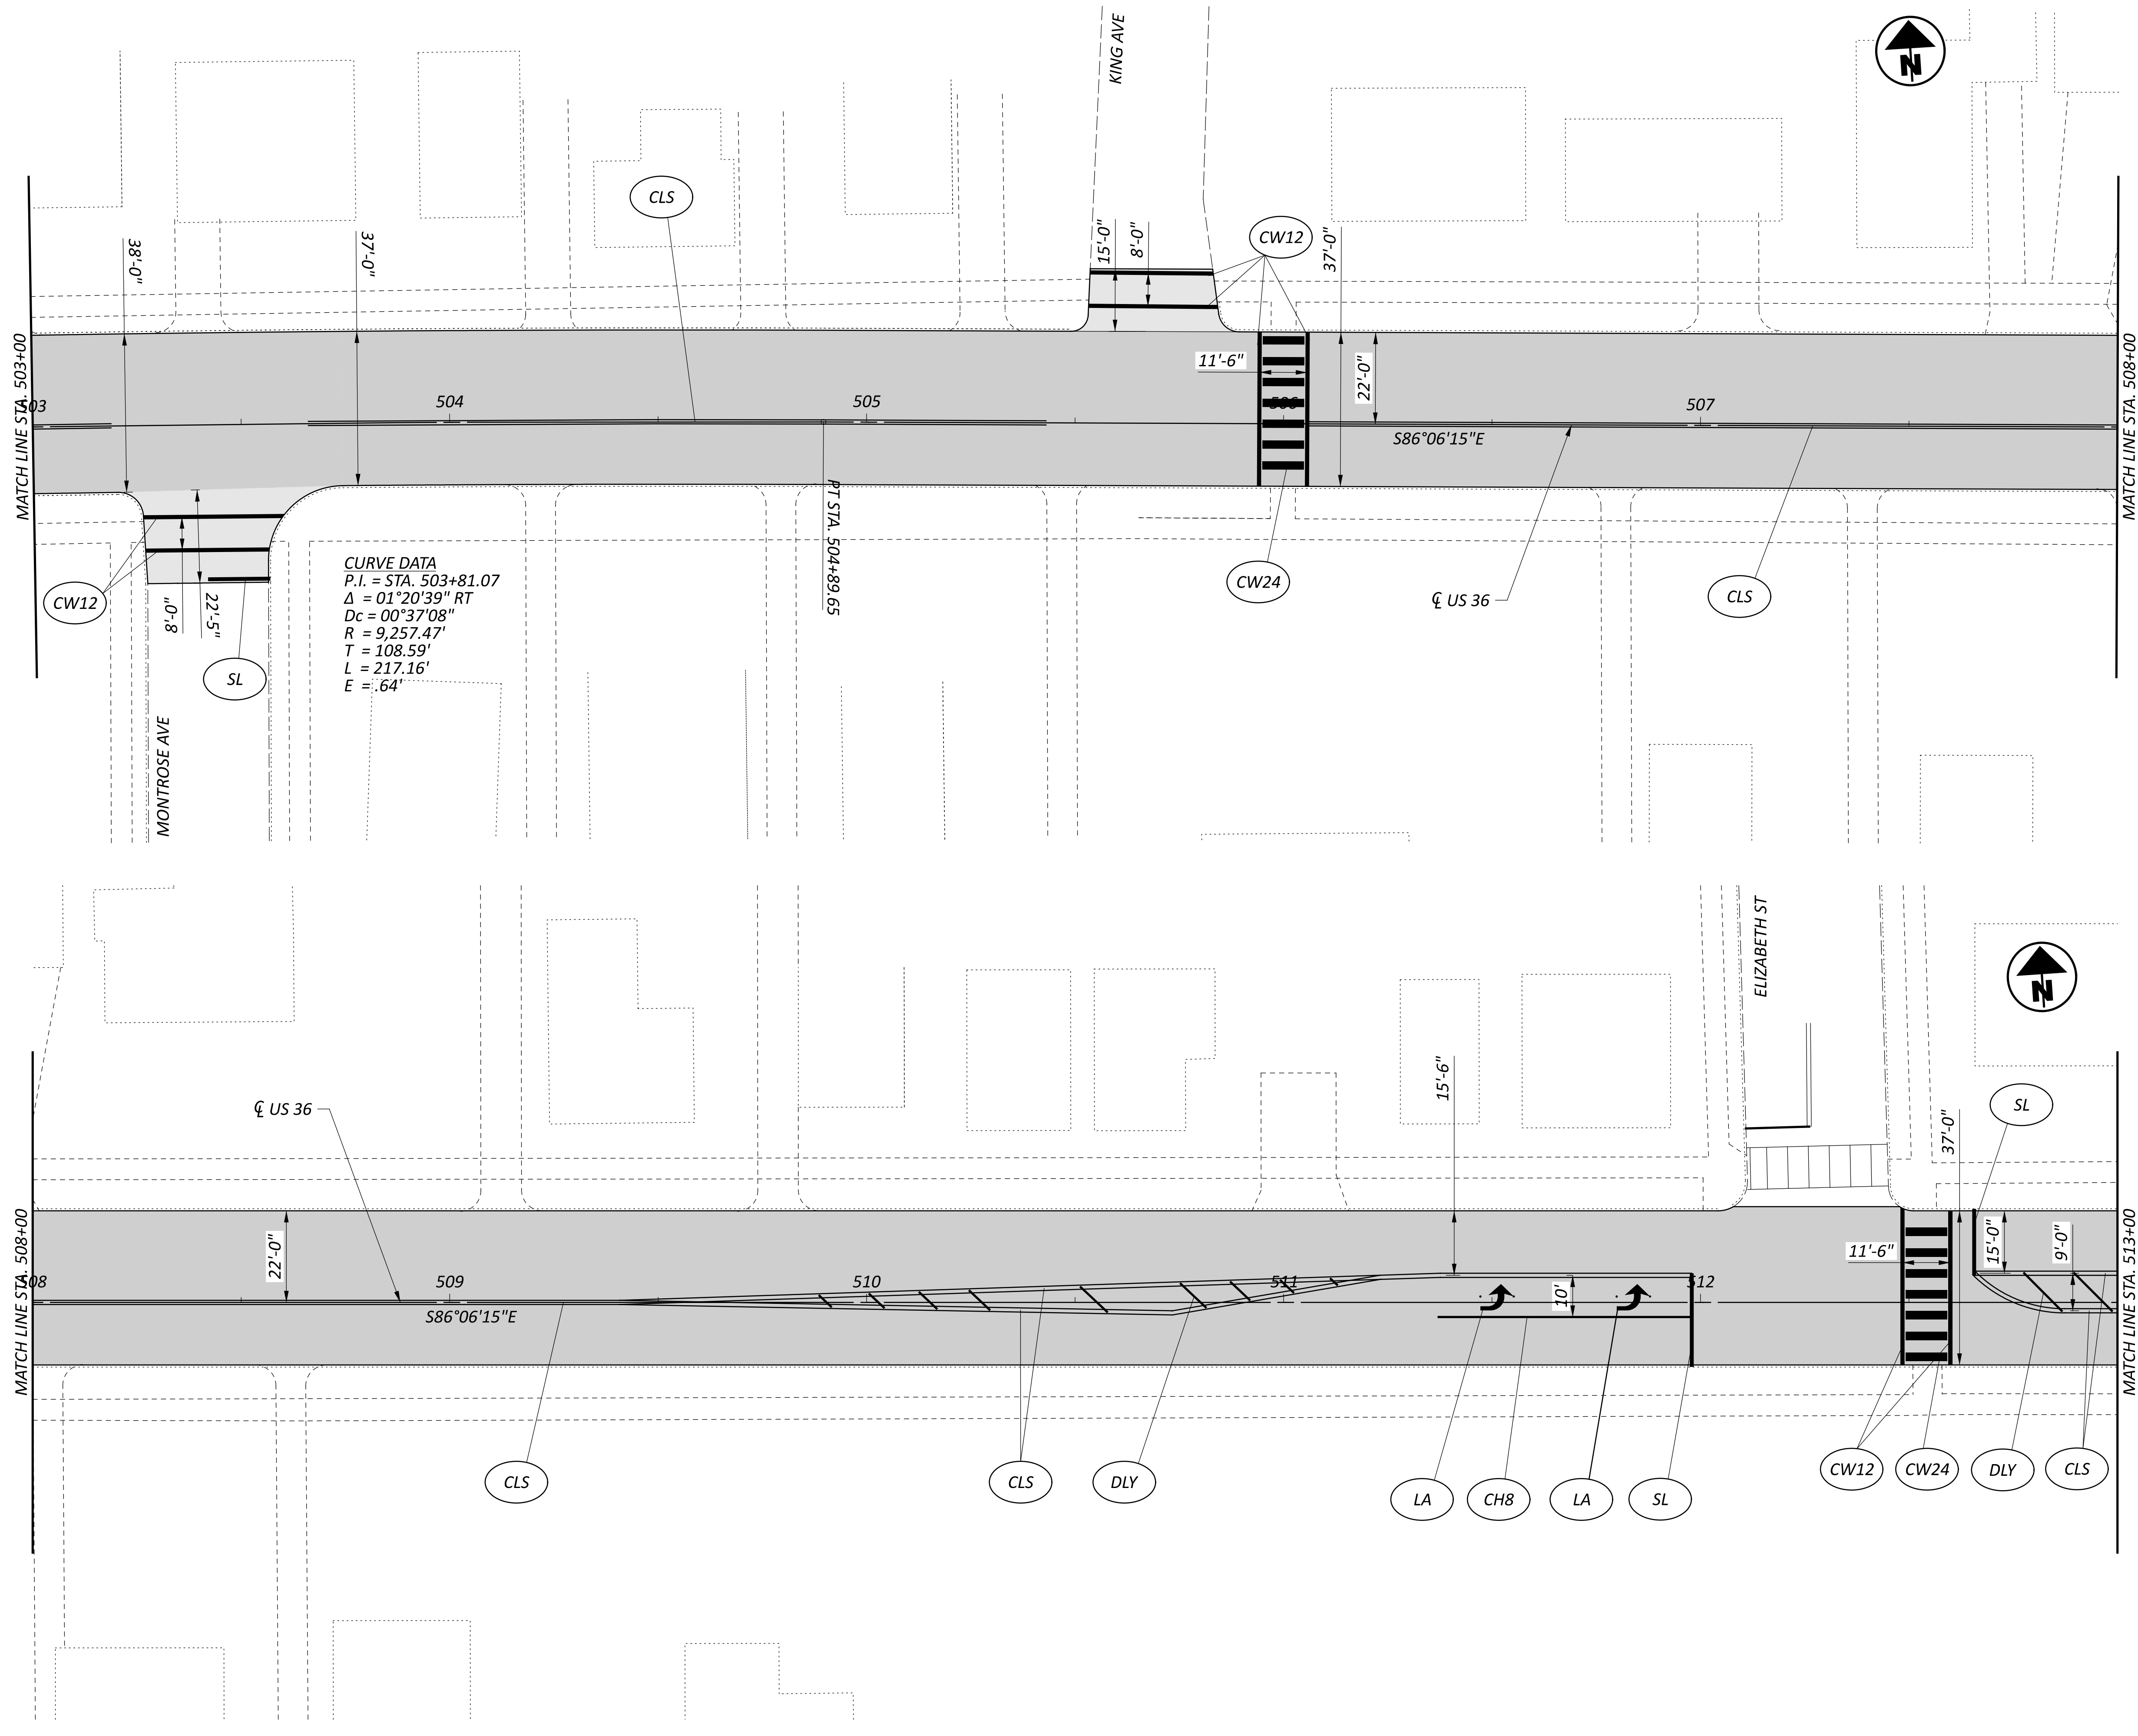 KING AVE
N
CLS
38'-0"
37'-0"
15'-0"
8'-0"
CW12
37'-0"
MATCH LINE STA. 503+00
503
504
505
11'-6"
506
22'-0"
507
S86°06'15"E
MATCH LINE STA. 508+00
CW12
8'-0"
22'-5"
SL
MONTROSE AVE
CURVE DATA
P.I. = STA. 503+81.07
Δ = 01°20'39" RT
Dc = 00°37'08"
R = 9,257.47'
T = 108.59'
L = 217.16'
E = .64'
PT STA. 504+89.65
CW24
℄ US 36
CLS
ELIZABETH ST
N
℄ US 36
15'-6"
37'-0"
SL
MATCH LINE STA. 508+00
508
22'-0"
509
S86°06'15"E
510
511
10'
512
11'-6"
15'-0"
9'-0"
MATCH LINE STA. 513+00
CLS
CLS
DLY
LA
CH8
LA
SL
CW12
CW24
DLY
CLS